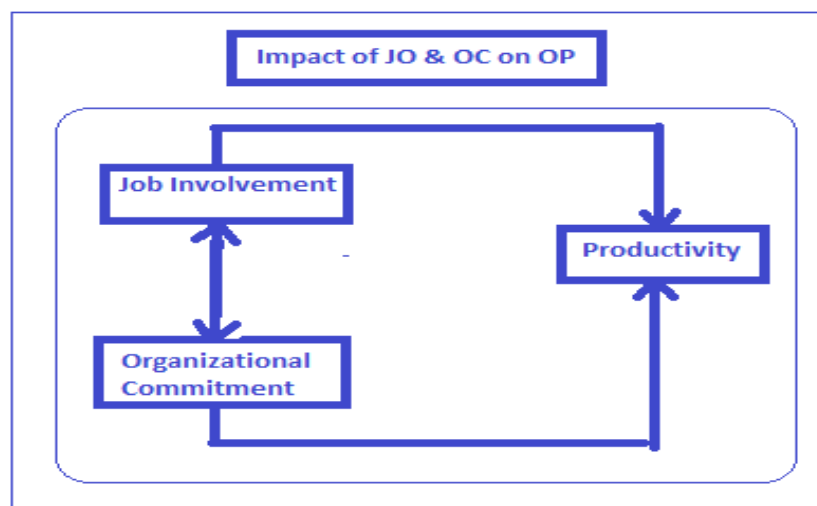 Impact of JO & OC on OP
Job Involvement
Productivity
Organizational
Commitment